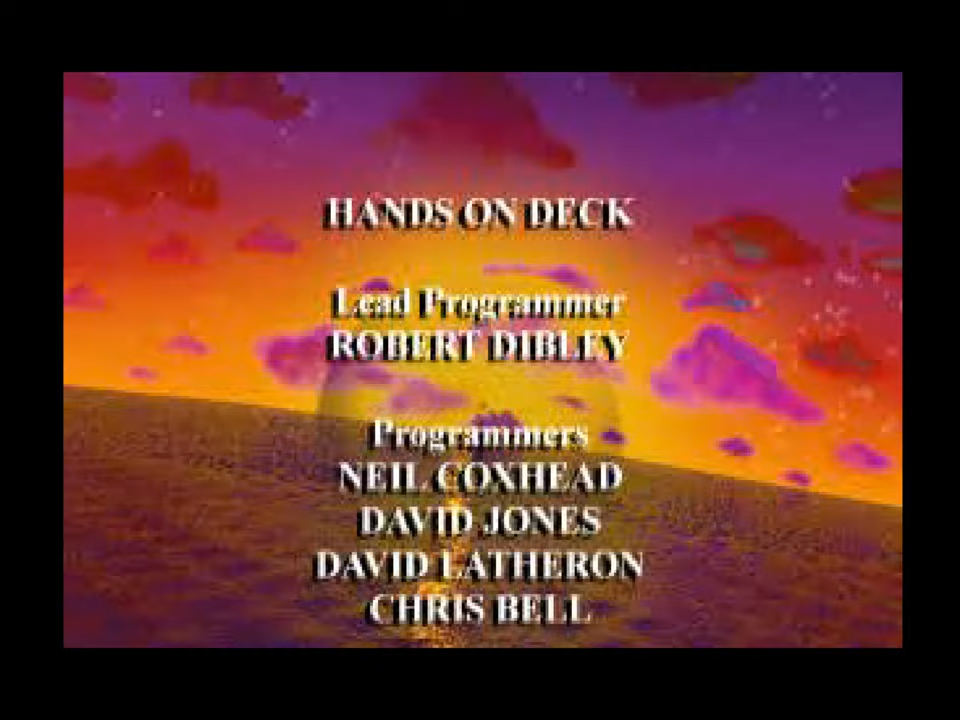 HANDS ON DECK
Lead Programmer
ROBERT DIBLEY
Programmers
NEIL COXHEAD
DAVID JONES
DAVID LATHERON
CHRIS BELL